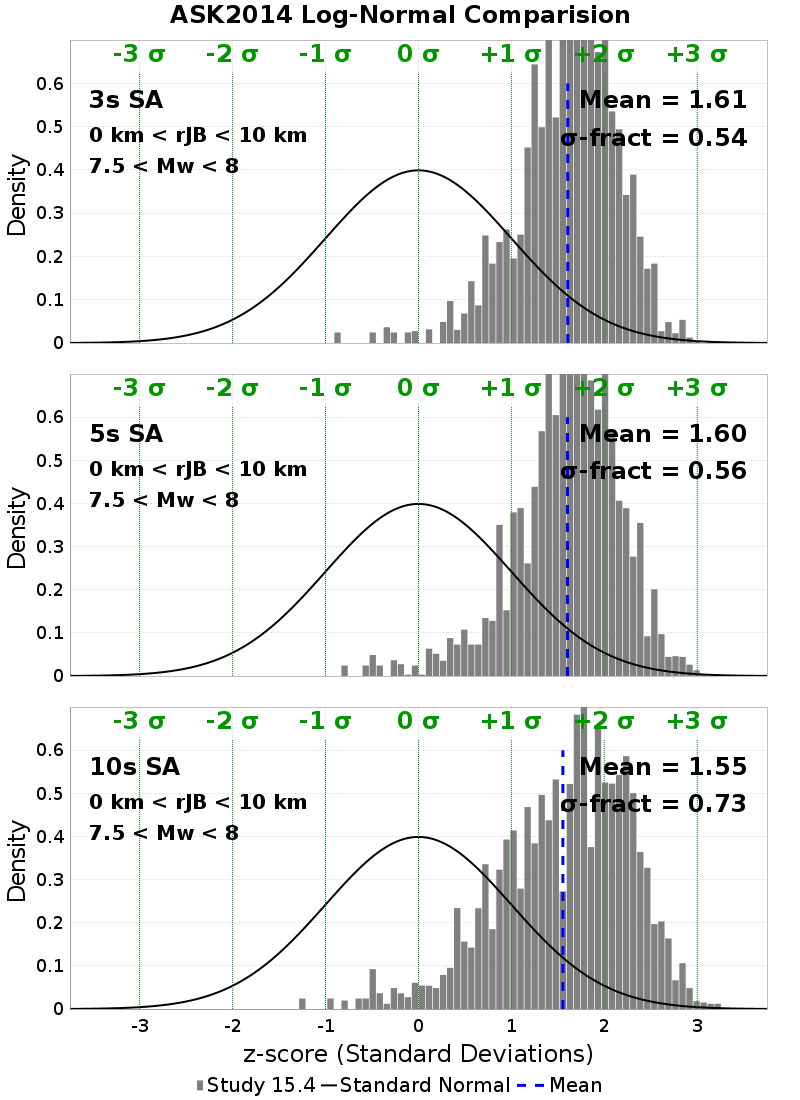 ASK2014 Log-Normal Comparision
-3 σ -2 σ -1 σ 0 σ +1 σ +2 σ +3 σ
3s SA
Mean = 1.61
0 km < rJB < 10 km
σ-fract = 0.54
7.5 < Mw < 8
Density
0.6
0.5
0.4
0.3
0.2
0.1
0
-3 σ -2 σ -1 σ 0 σ +1 σ +2 σ +3 σ
5s SA
Mean = 1.60
0 km < rJB < 10 km
σ-fract = 0.56
7.5 < Mw < 8
Density
0.6
0.5
0.4
0.3
0.2
0.1
0
-3 σ -2 σ -1 σ 0 σ +1 σ +2 σ +3 σ
10s SA
Mean = 1.55
0 km < rJB < 10 km
σ-fract = 0.73
7.5 < Mw < 8
Density
0.6
0.5
0.4
0.3
0.2
0.1
0
-3 -2 -1 0 1 2 3
z-score (Standard Deviations)
Study 15.4 Standard Normal Mean